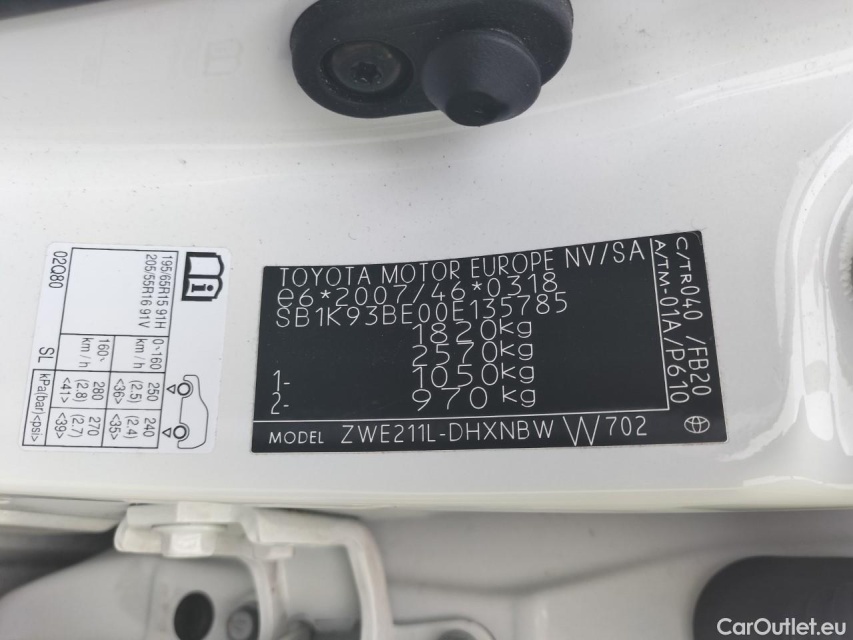 TOYOTA MOTOR EUROPE NV/SA
e6*2007/46*0318
SB1K93BE00E135785
1820kg
2570kg
1- 1050kg
2- 970kg
C/TR040 /FB20
A/TM-01A/P610
MODEL ZWE211L-DHXNBW W702
02Q80
195/65R15 91H
205/55R16 91V
SL
0~160
km/h
160~
km/h
kPa(bar)<psi>
250
(2.5)
<36>
280
(2.8)
<41>
240
(2.4)
<35>
270
(2.7)
<39>
CarOutlet.eu